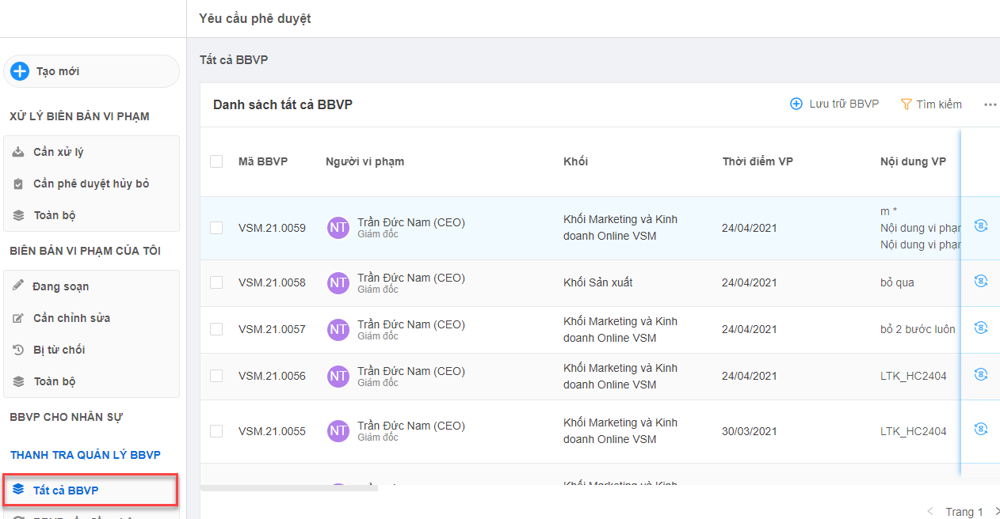 Yêu cầu phê duyệt
Tạo mới
XỬ LÝ BIÊN BẢN VI PHẠM
Cần xử lý
Cần phê duyệt hủy bỏ
Toàn bộ
BIÊN BẢN VI PHẠM CỦA TÔI
Đang soạn
Cần chỉnh sửa
Bị từ chối
Toàn bộ
BBVP CHO NHÂN SỰ
THANH TRA QUẢN LÝ BBVP
Tất cả BBVP
Tất cả BBVP
Danh sách tất cả BBVP
Lưu trữ BBVP
Tìm kiếm
Mã BBVP
Người vi phạm
Khối
Thời điểm VP
Nội dung VP
VSM.21.0059
NT
Trần Đức Nam (CEO)
Giám đốc
Khối Marketing và Kinh
doanh Online VSM
24/04/2021
m *
Nội dung vi phạ
Nội dung vi phạ
VSM.21.0058
NT
Trần Đức Nam (CEO)
Giám đốc
Khối Sản xuất
24/04/2021
bỏ qua
VSM.21.0057
NT
Trần Đức Nam (CEO)
Giám đốc
Khối Marketing và Kinh
doanh Online VSM
24/04/2021
bỏ 2 bước luôn
VSM.21.0056
NT
Trần Đức Nam (CEO)
Giám đốc
Khối Marketing và Kinh
doanh Online VSM
24/04/2021
LTK_HC2404
VSM.21.0055
NT
Trần Đức Nam (CEO)
Giám đốc
Khối Marketing và Kinh
doanh Online VSM
30/03/2021
LTK_HC2404
Khối Marketing và Kinh
Trang 1